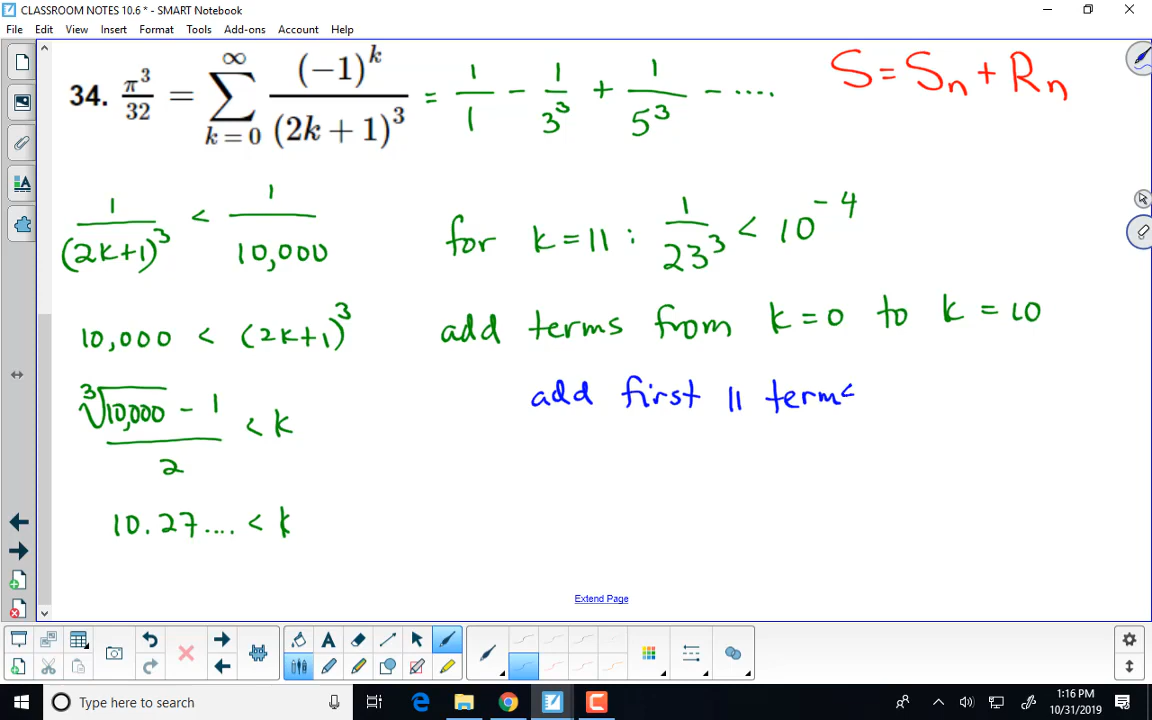 CLASSROOM NOTES 10.6 * - SMART Notebook
File Edit View Insert Format Tools Add-ons Account Help
34. π³/32 = ∑_{k=0}^{∞} (−1)^k/(2k + 1)³ = 1/1 − 1/3³ + 1/5³ − ....
S = Sn + Rn
1/(2k+1)³ < 1/10,000
for k = 11 : 1/23³ < 10⁻⁴
10,000 < (2k+1)³
add terms from k = 0 to k = 10
add first 11 terms
(∛10,000 − 1)/2 < k
10.27.... < k
Extend Page
Type here to search
1:16 PM
10/31/2019